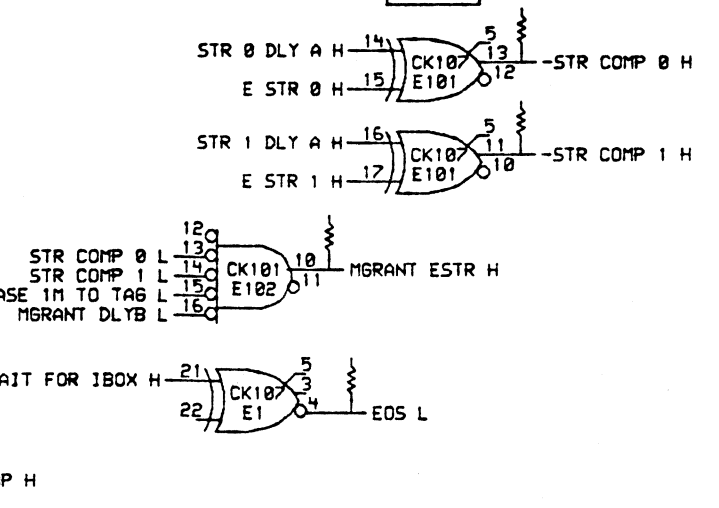 5
STR 0 DLY A H 14 CK107 13 -STR COMP 0 H
E STR 0 H 15 E101 12
5
STR 1 DLY A H 16 CK107 11 -STR COMP 1 H
E STR 1 H 17 E101 10
12
STR COMP 0 L 13
STR COMP 1 L 14 CK101 10 MGRANT ESTR H
ASE 1M TO TAG L 15 E102 11
MGRANT DLYB L 16
5
AIT FOR IBOX H 21 CK107 3
22 E1 4 EOS L
P H